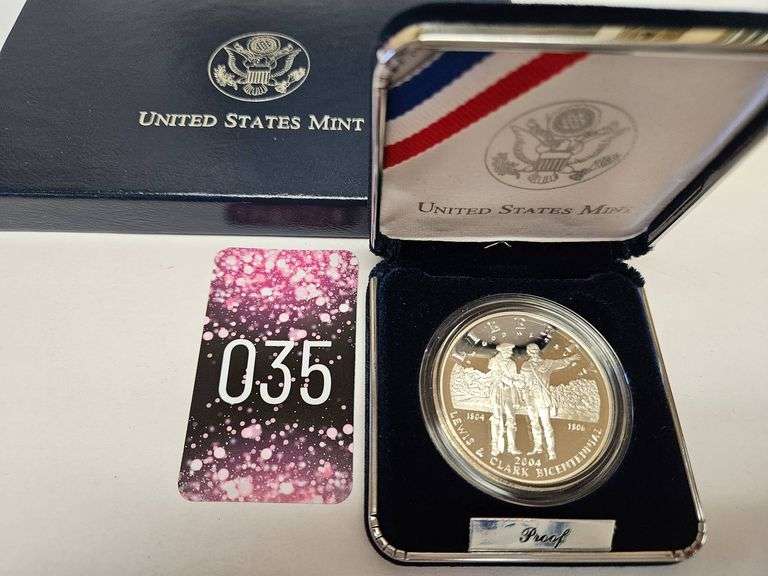 UNITED STATES MINT
UNITED STATES MINT
035
LIBERTY
1804
1806
2004
LEWIS & CLARK BICENTENNIAL
Proof